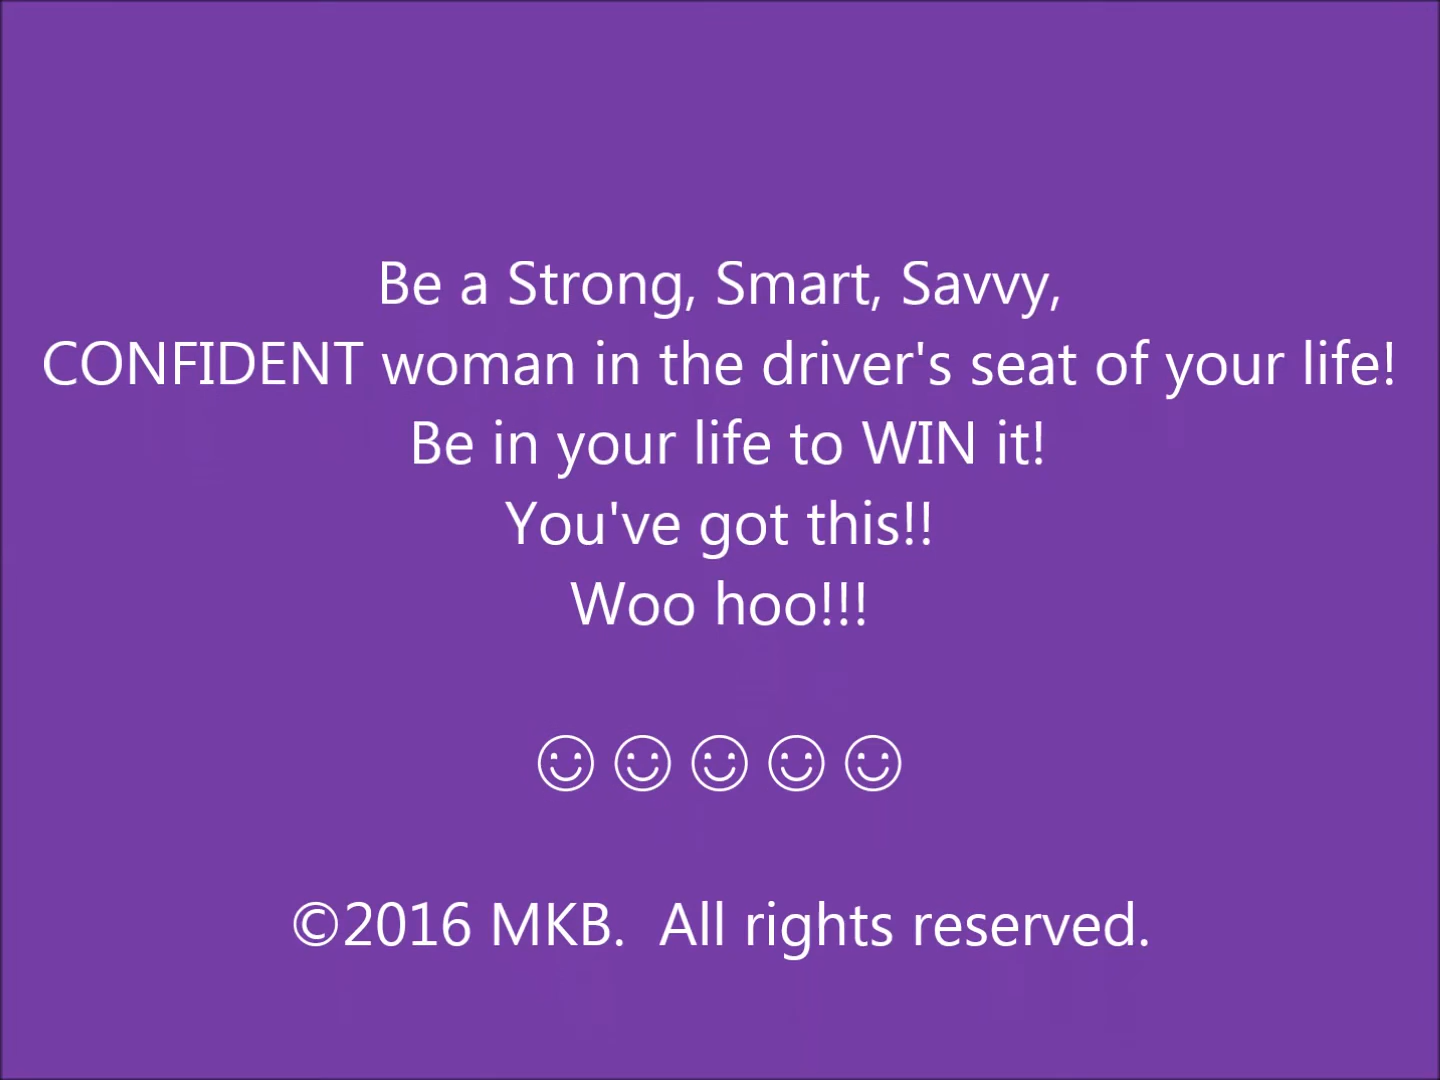 Be a Strong, Smart, Savvy,
CONFIDENT woman in the driver's seat of your life!
Be in your life to WIN it!
You've got this!!
Woo hoo!!!
☺☺☺☺☺
©2016 MKB.  All rights reserved.